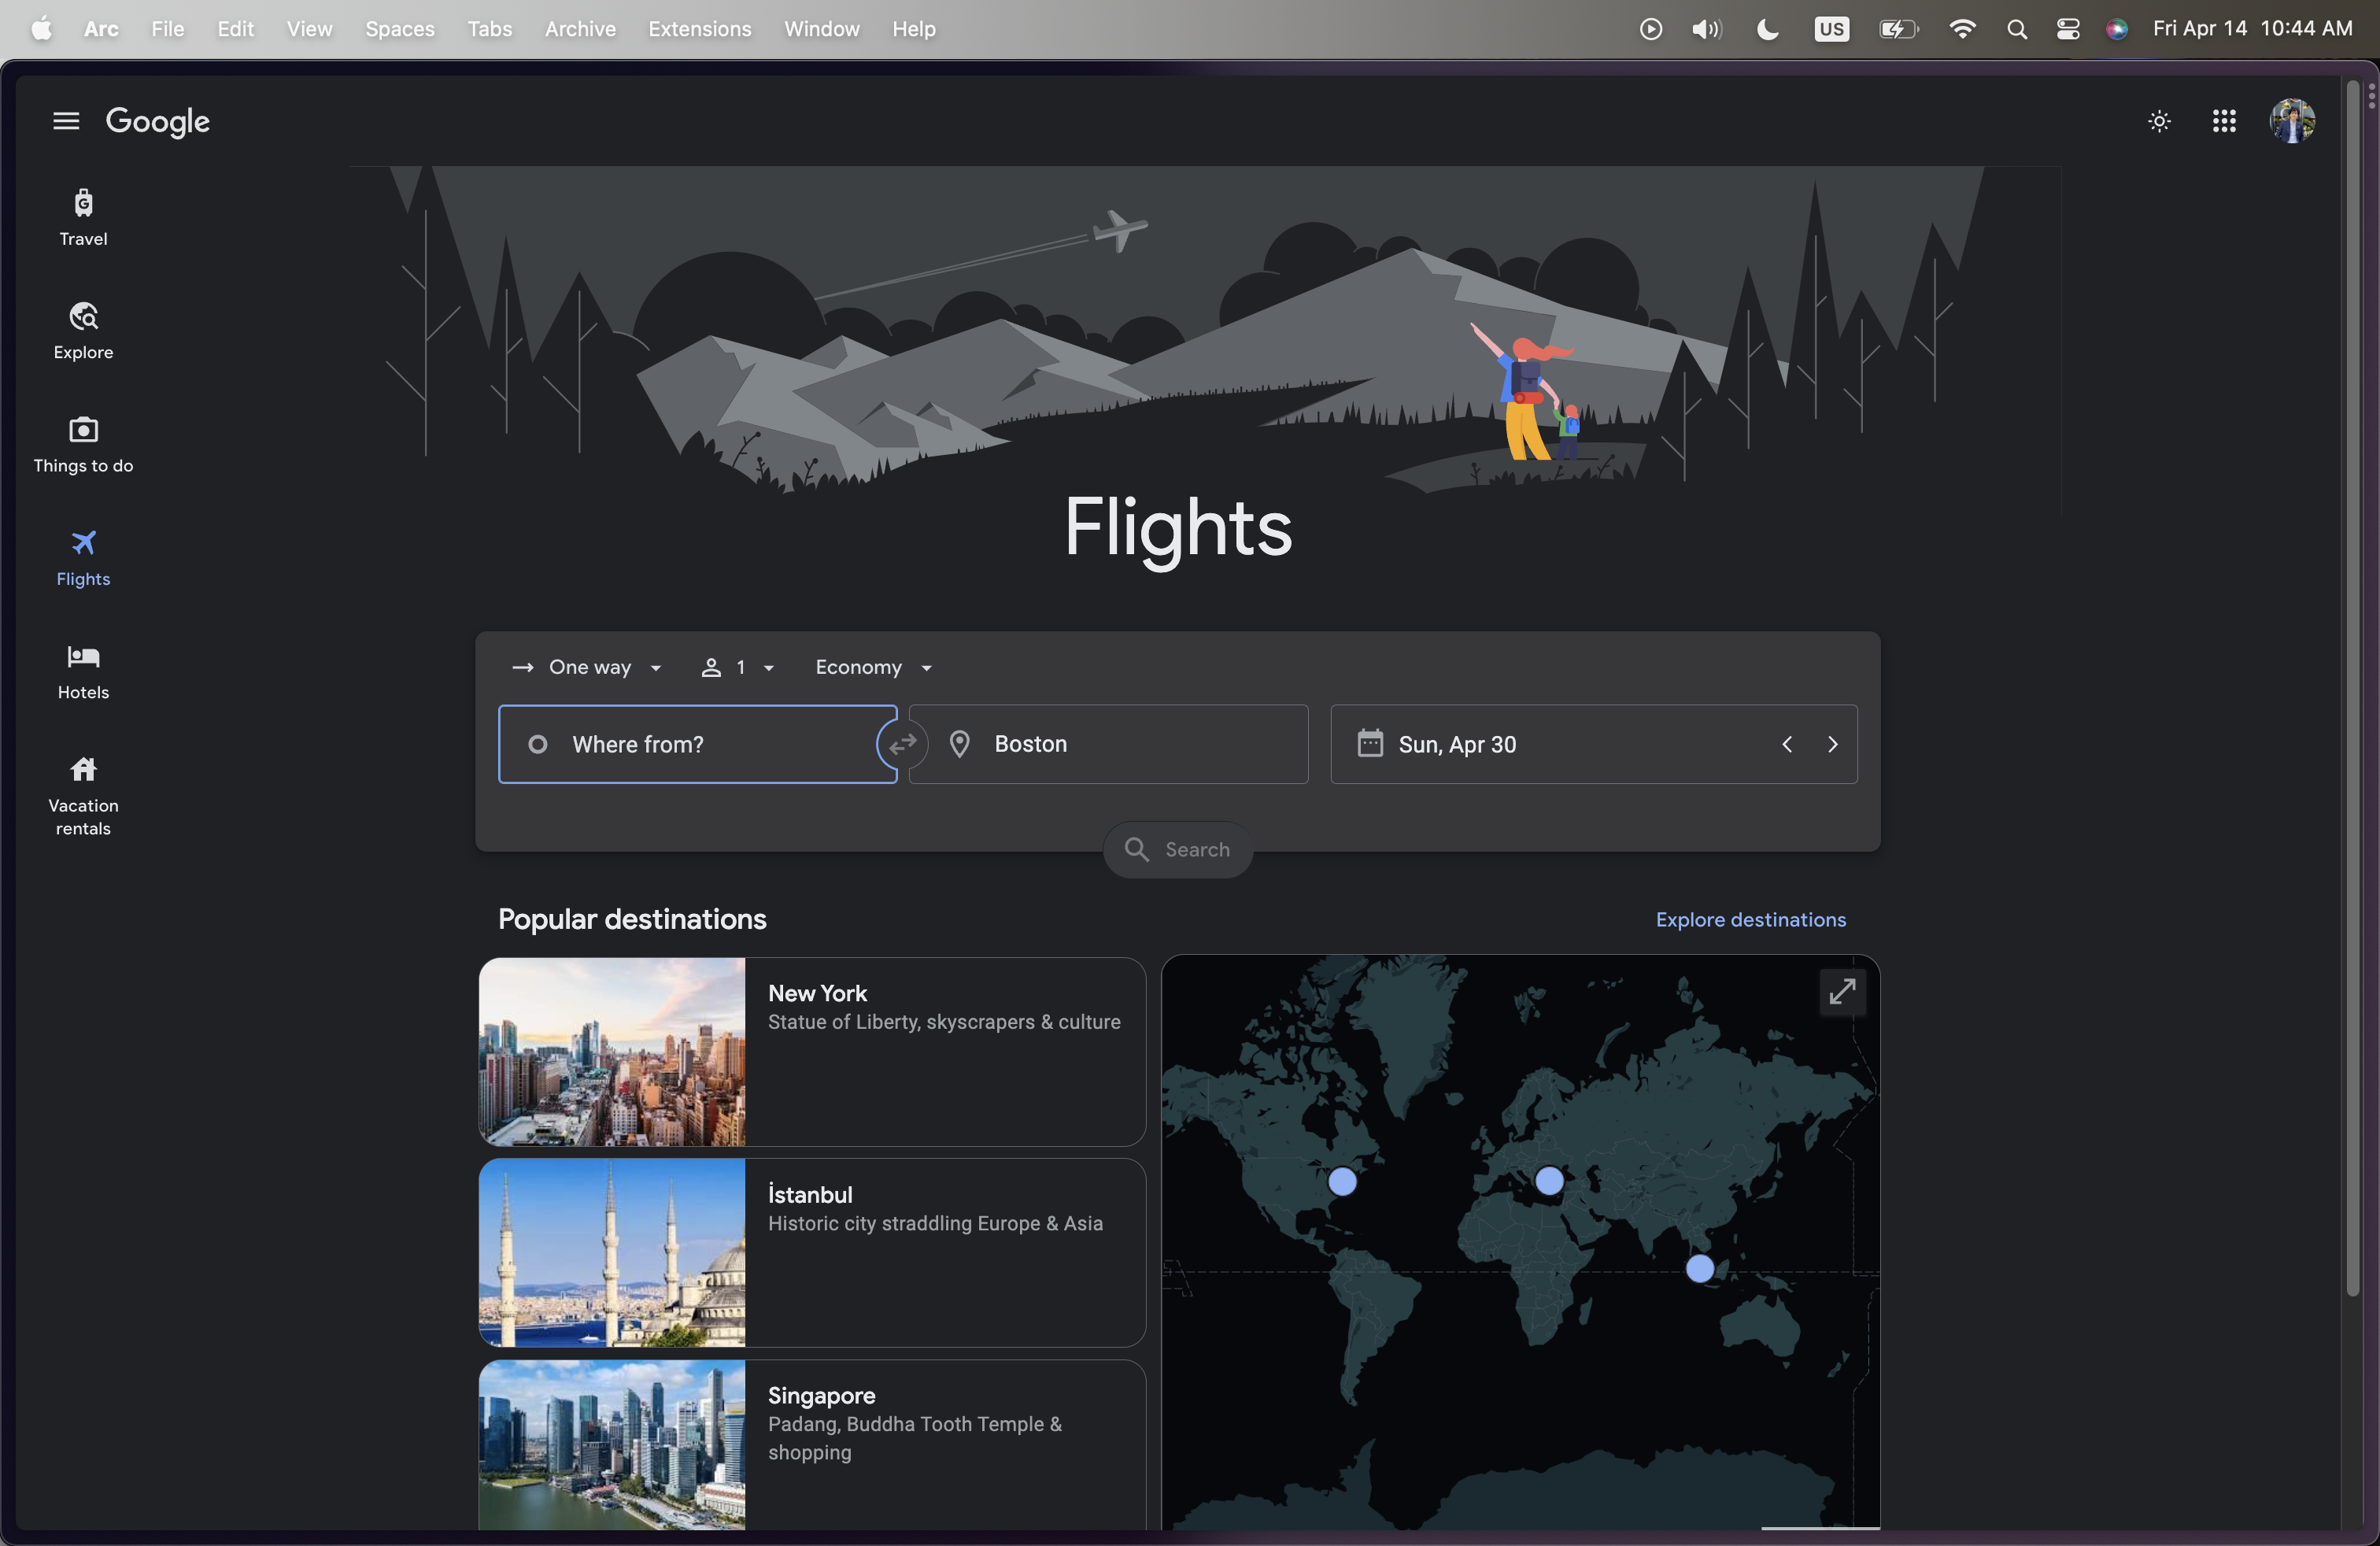 Arc File Edit View Spaces Tabs Archive Extensions Window Help US Fri Apr 14 10:44 AM
Google
Travel
Explore
Things to do
Flights
Hotels
Vacation
rentals
Flights
One way 1 Economy
Where from? Boston Sun, Apr 30
Search
Popular destinations Explore destinations
New York
Statue of Liberty, skyscrapers & culture
İstanbul
Historic city straddling Europe & Asia
Singapore
Padang, Buddha Tooth Temple &
shopping